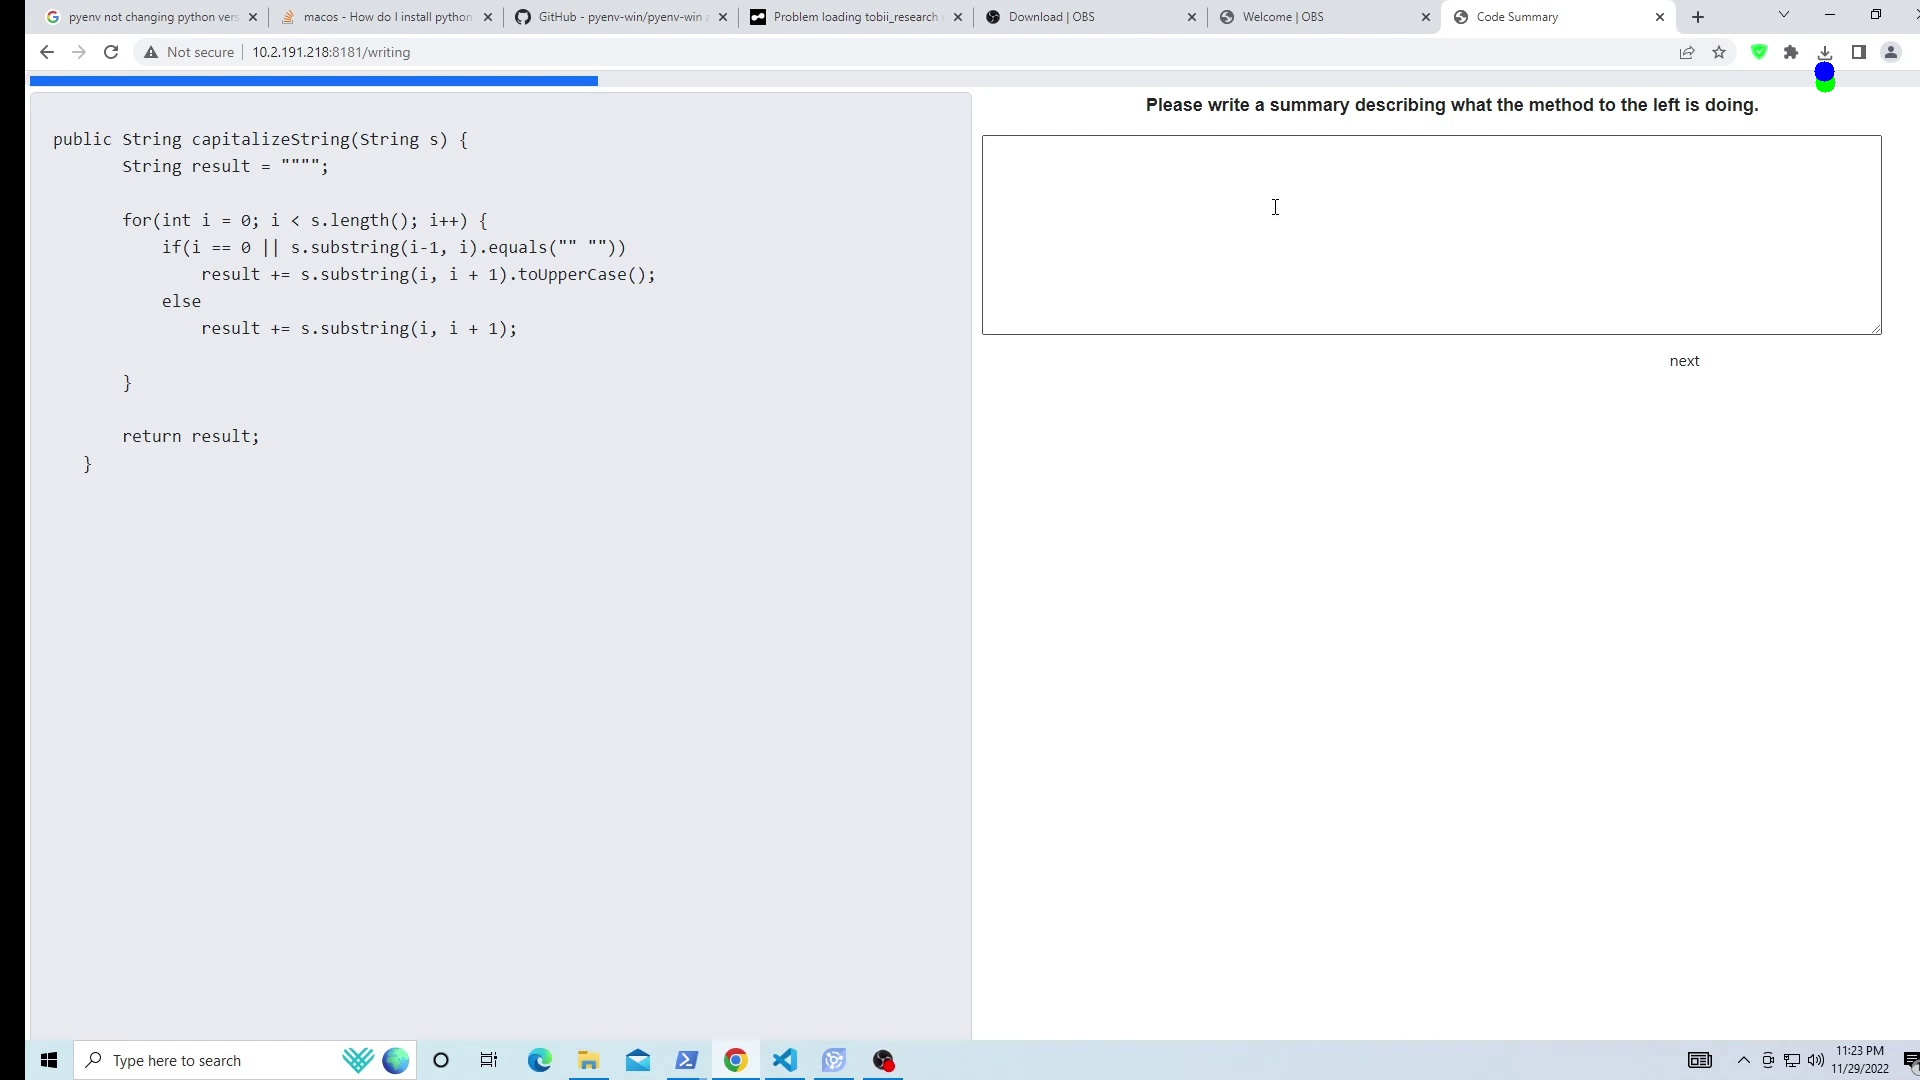 pyenv not changing python vers
macos - How do I install python
GitHub - pyenv-win/pyenv-win
Problem loading tobii_research
Download | OBS
Welcome | OBS
Code Summary
Not secure
10.2.191.218:8181/writing
public String capitalizeString(String s) {
String result = """";
for(int i = 0; i < s.length(); i++) {
if(i == 0 || s.substring(i-1, i).equals("" ""))
result += s.substring(i, i + 1).toUpperCase();
else
result += s.substring(i, i + 1);
}
return result;
}
Please write a summary describing what the method to the left is doing.
next
Type here to search
11:23 PM
11/29/2022